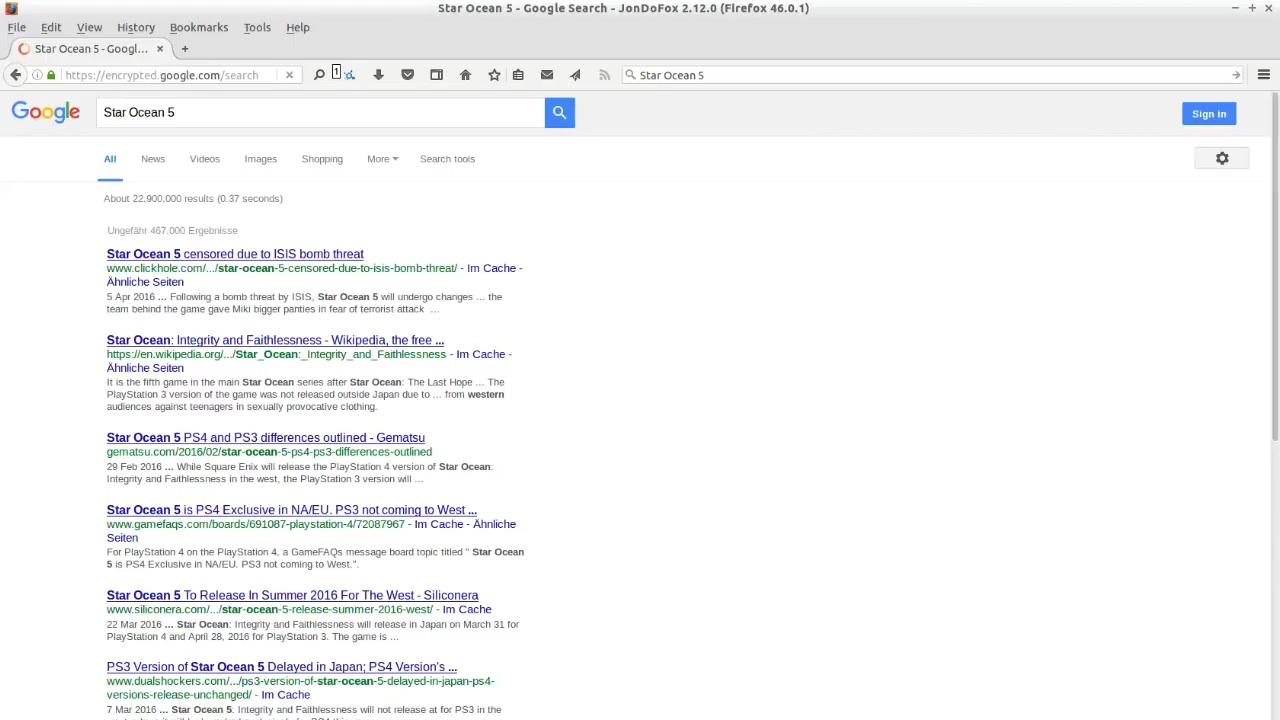 Star Ocean 5 - Google Search - JonDoFox 2.12.0 (Firefox 46.0.1)
File Edit View History Bookmarks Tools Help
Star Ocean 5 - Googl...
https://encrypted.google.com/search
1
Star Ocean 5
Google
Star Ocean 5
Sign in
All News Videos Images Shopping More Search tools
About 22,900,000 results (0.37 seconds)
Ungefähr 467.000 Ergebnisse
Star Ocean 5 censored due to ISIS bomb threat
www.clickhole.com/.../star-ocean-5-censored-due-to-isis-bomb-threat/ - Im Cache -
Ähnliche Seiten
5 Apr 2016 ... Following a bomb threat by ISIS, Star Ocean 5 will undergo changes ... the
team behind the game gave Miki bigger panties in fear of terrorist attack ...
Star Ocean: Integrity and Faithlessness - Wikipedia, the free ...
https://en.wikipedia.org/.../Star_Ocean:_Integrity_and_Faithlessness - Im Cache -
Ähnliche Seiten
It is the fifth game in the main Star Ocean series after Star Ocean: The Last Hope ... The
PlayStation 3 version of the game was not released outside Japan due to ... from western
audiences against teenagers in sexually provocative clothing.
Star Ocean 5 PS4 and PS3 differences outlined - Gematsu
gematsu.com/2016/02/star-ocean-5-ps4-ps3-differences-outlined
29 Feb 2016 ... While Square Enix will release the PlayStation 4 version of Star Ocean:
Integrity and Faithlessness in the west, the PlayStation 3 version will ...
Star Ocean 5 is PS4 Exclusive in NA/EU. PS3 not coming to West ...
www.gamefaqs.com/boards/691087-playstation-4/72087967 - Im Cache - Ähnliche
Seiten
For PlayStation 4 on the PlayStation 4, a GameFAQs message board topic titled " Star Ocean
5 is PS4 Exclusive in NA/EU. PS3 not coming to West.".
Star Ocean 5 To Release In Summer 2016 For The West - Siliconera
www.siliconera.com/.../star-ocean-5-release-summer-2016-west/ - Im Cache
22 Mar 2016 ... Star Ocean: Integrity and Faithlessness will release in Japan on March 31 for
PlayStation 4 and April 28, 2016 for PlayStation 3. The game is ...
PS3 Version of Star Ocean 5 Delayed in Japan; PS4 Version's ...
www.dualshockers.com/.../ps3-version-of-star-ocean-5-delayed-in-japan-ps4-
versions-release-unchanged/ - Im Cache
7 Mar 2016 ... Star Ocean 5: Integrity and Faithlessness will not release at for PS3 in the